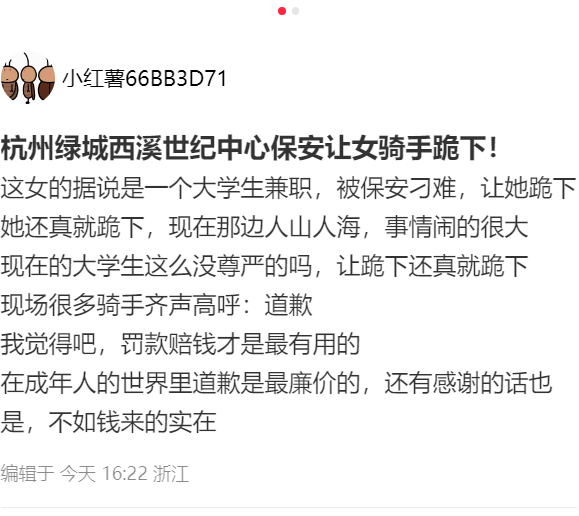 小红薯66BB3D71
杭州绿城西溪世纪中心保安让女骑手跪下！
这女的据说是一个大学生兼职，被保安刁难，让她跪下
她还真就跪下，现在那边人山人海，事情闹的很大
现在的大学生这么没尊严的吗，让跪下还真就跪下
现场很多骑手齐声高呼：道歉
我觉得吧，罚款赔钱才是最有用的
在成年人的世界里道歉是最廉价的，还有感谢的话也
是，不如钱来的实在
编辑于 今天 16:22 浙江